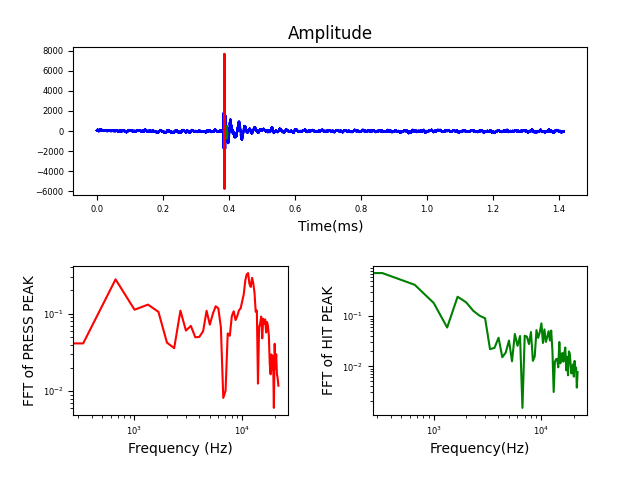 Amplitude
8000
6000
4000
2000
0
−2000
−4000
−6000
0.0 0.2 0.4 0.6 0.8 1.0 1.2 1.4
Time(ms)
FFT of PRESS PEAK
10⁻¹
10⁻²
10³ 10⁴
Frequency (Hz)
FFT of HIT PEAK
10⁻¹
10⁻²
10³ 10⁴
Frequency(Hz)